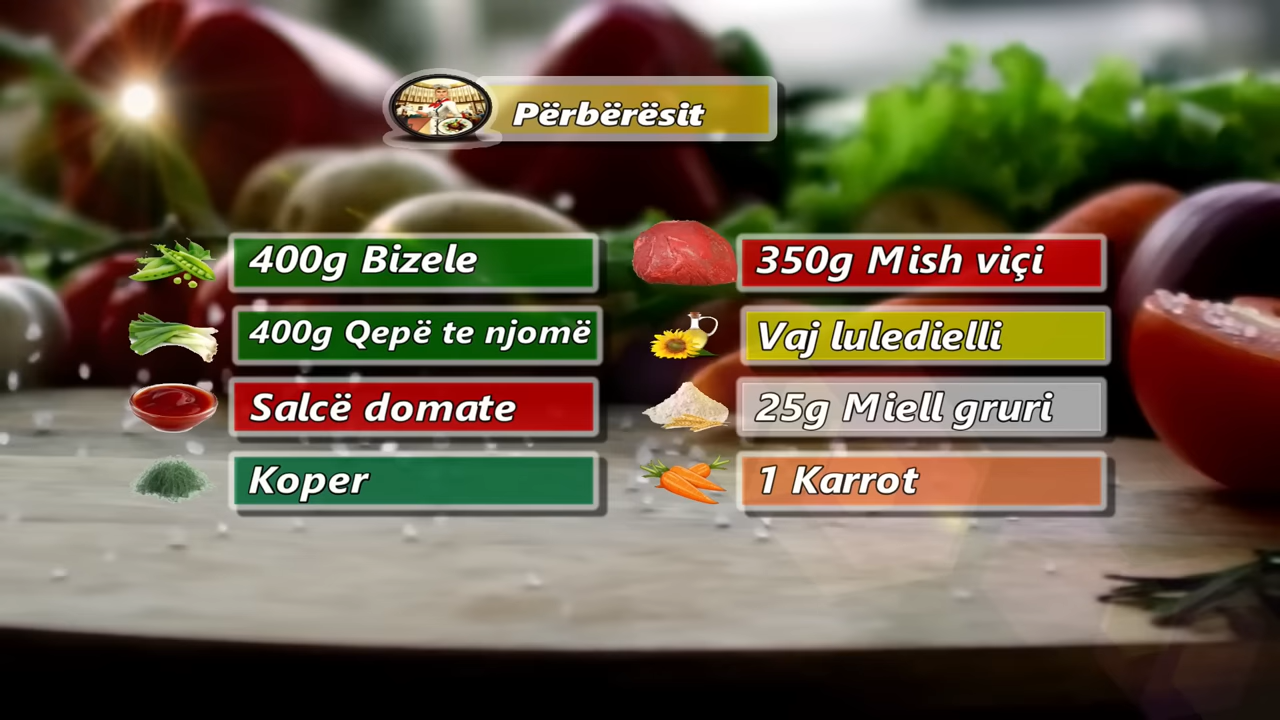 Përbërësit
400g Bizele
350g Mish viçi
400g Qepë te njomë
Vaj luledielli
Salcë domate
25g Miell gruri
Koper
1 Karrot